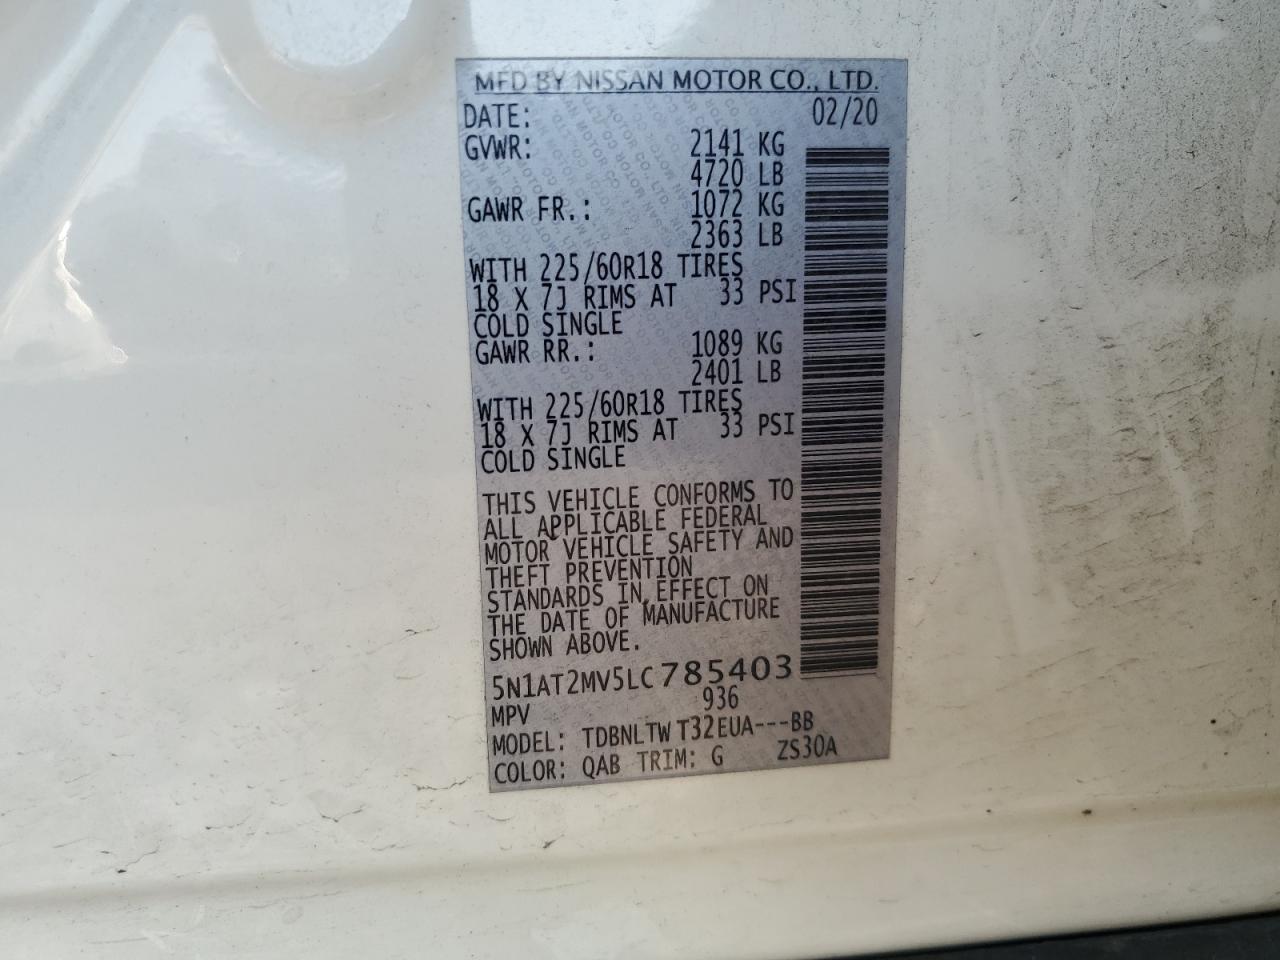 MFD BY NISSAN MOTOR CO., LTD.
DATE: 02/20
GVWR: 2141 KG
4720 LB
GAWR FR.: 1072 KG
2363 LB
WITH 225/60R18 TIRES
18 X 7J RIMS AT 33 PSI
COLD SINGLE
GAWR RR.: 1089 KG
2401 LB
WITH 225/60R18 TIRES
18 X 7J RIMS AT 33 PSI
COLD SINGLE
THIS VEHICLE CONFORMS TO
ALL APPLICABLE FEDERAL
MOTOR VEHICLE SAFETY AND
THEFT PREVENTION
STANDARDS IN EFFECT ON
THE DATE OF MANUFACTURE
SHOWN ABOVE.
5N1AT2MV5LC785403
MPV 936
MODEL: TDBNLTW T32EUA---BB
COLOR: QAB TRIM: G ZS30A